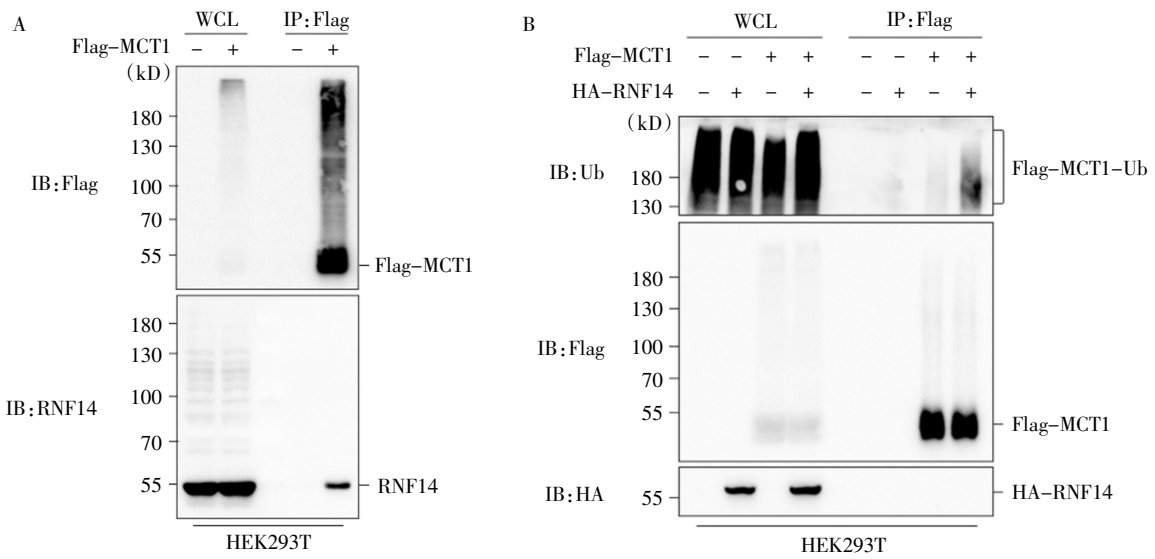 A
WCL IP:Flag
Flag–MCT1 – + – +
(kD)
180
130
IB:Flag 100
70
55 Flag–MCT1
180
130
100
IB:RNF14
70
55 RNF14
HEK293T
B
WCL IP:Flag
Flag–MCT1 – – + + – – + +
HA–RNF14 – + – + – + – +
(kD)
IB:Ub 180 Flag–MCT1–Ub
130
180
130
IB:Flag 100
70
55 Flag–MCT1
IB:HA 55 HA–RNF14
HEK293T